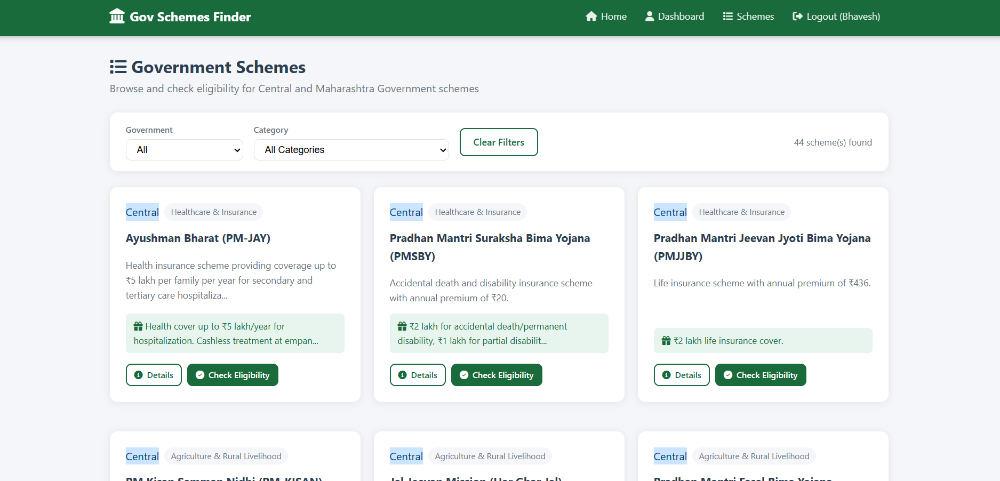 Gov Schemes Finder
Home
Dashboard
Schemes
Logout (Bhavesh)
Government Schemes
Browse and check eligibility for Central and Maharashtra Government schemes
Government
All
Category
All Categories
Clear Filters
44 scheme(s) found
Central
Healthcare & Insurance
Ayushman Bharat (PM-JAY)
Health insurance scheme providing coverage up to
₹5 lakh per family per year for secondary and
tertiary care hospitaliza...
Health cover up to ₹5 lakh/year for
hospitalization. Cashless treatment at empan...
Details
Check Eligibility
Central
Healthcare & Insurance
Pradhan Mantri Suraksha Bima Yojana
(PMSBY)
Accidental death and disability insurance scheme
with annual premium of ₹20.
₹2 lakh for accidental death/permanent
disability, ₹1 lakh for partial disabilit...
Details
Check Eligibility
Central
Healthcare & Insurance
Pradhan Mantri Jeevan Jyoti Bima Yojana
(PMJJBY)
Life insurance scheme with annual premium of ₹436.
₹2 lakh life insurance cover.
Details
Check Eligibility
Central
Agriculture & Rural Livelihood
PM Kisan Samman Nidhi (PM-KISAN)
Central
Agriculture & Rural Livelihood
Jal Jeevan Mission (Har Ghar Jal)
Central
Agriculture & Rural Livelihood
Pradhan Mantri Fasal Bima Yojana